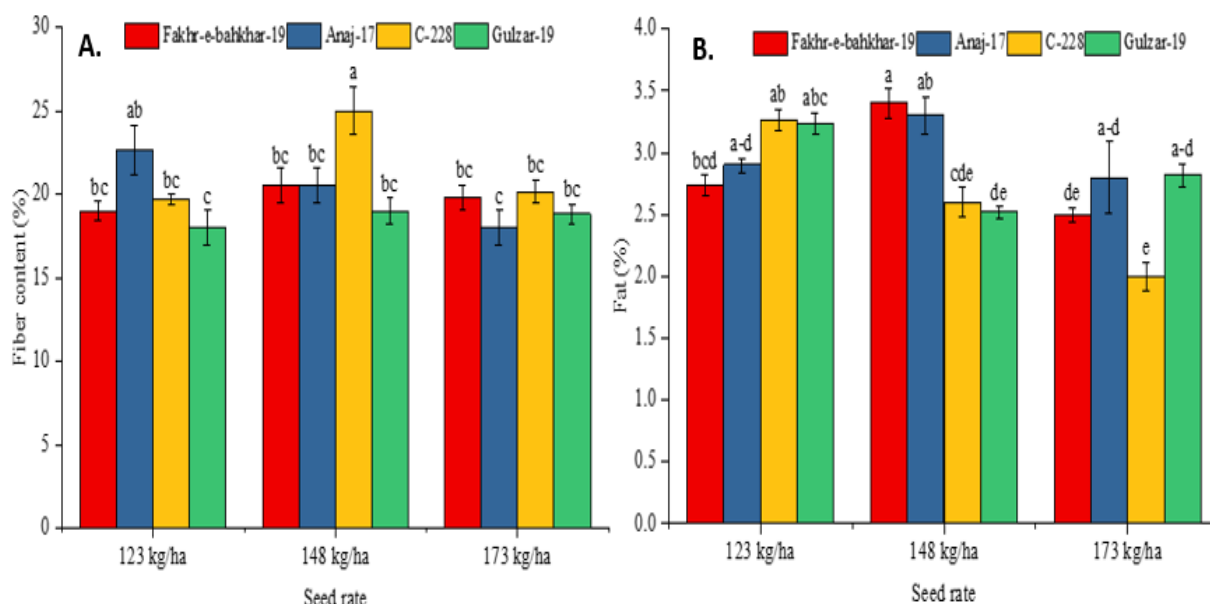 A.
Fakhr-e-bahkhar-19 Anaj-17 C-228 Gulzar-19
Fiber content (%)
30
25
20
15
10
5
0
bc ab bc c
bc bc a bc
bc c bc bc
123 kg/ha 148 kg/ha 173 kg/ha
Seed rate
B.
Fakhr-e-bahkhar-19 Anaj-17 C-228 Gulzar-19
Fat (%)
4.0
3.5
3.0
2.5
2.0
1.5
1.0
0.5
0.0
bcd a-d ab abc
a ab cde de
de a-d e a-d
123 kg/ha 148 kg/ha 173 kg/ha
Seed rate